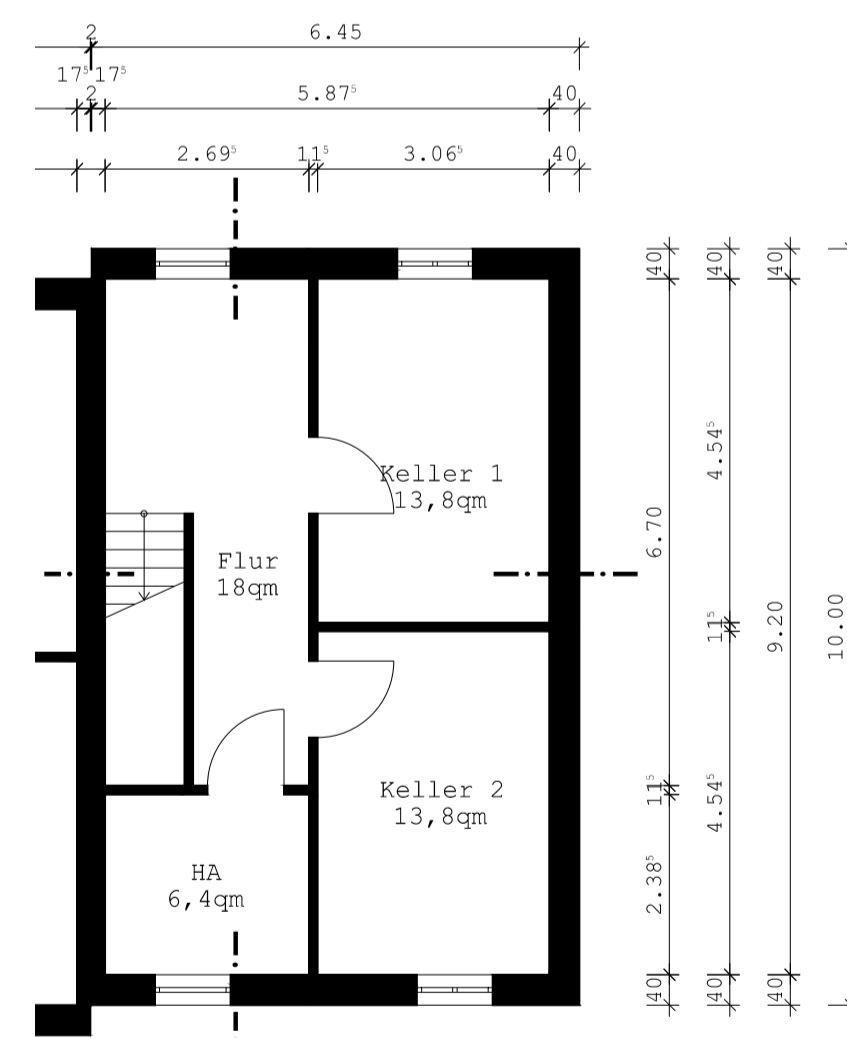 2 6.45
17⁵ 17⁵
2 5.87⁵ 40
2.69⁵ 11⁵ 3.06⁵ 40
40 40 40
Keller 1
13,8qm
4.54⁵
6.70
Flur
18qm
11⁵
9.20
10.00
Keller 2
13,8qm
11⁵
4.54⁵
HA
6,4qm
2.38⁵
40 40 40